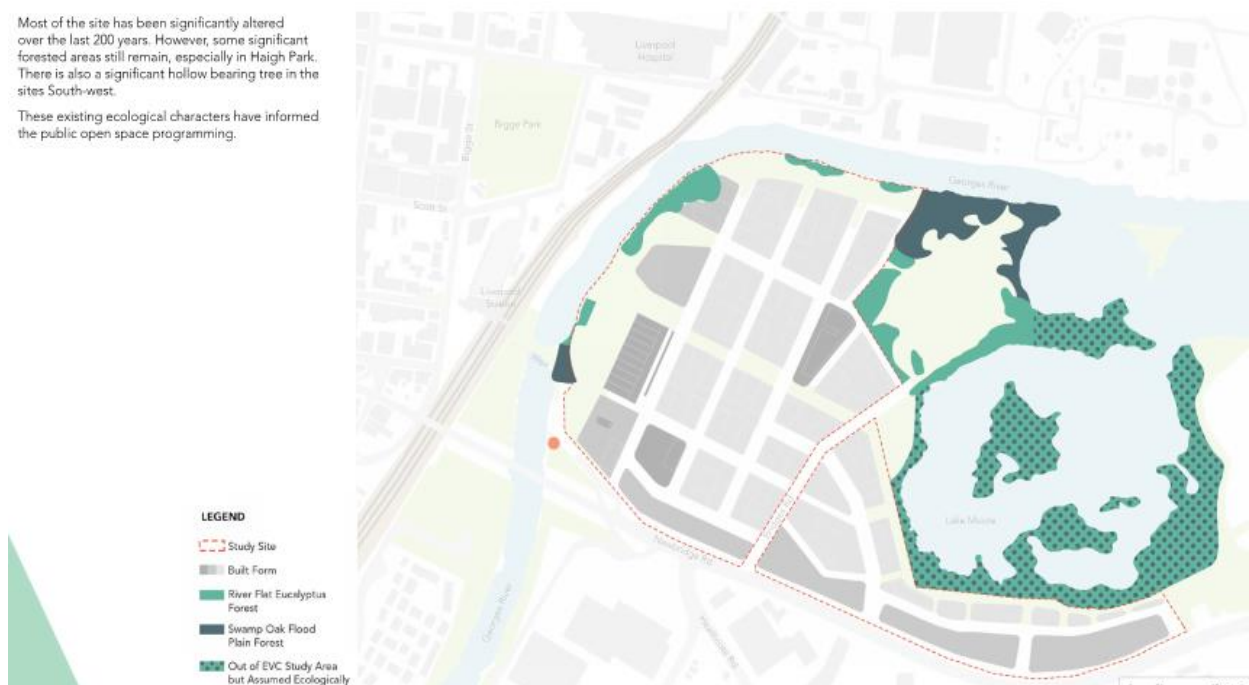 Most of the site has been significantly altered
over the last 200 years. However, some significant
forested areas still remain, especially in Haigh Park.
There is also a significant hollow bearing tree in the
sites South-west.
These existing ecological characters have informed
the public open space programming.
Liverpool
Hospital
Bigge Park
Bigge St
Scott St
Georges River
Liverpool
Station
Lake Moore
Newbridge Rd
Georges River
LEGEND
Study Site
Built Form
River Flat Eucalyptus
Forest
Swamp Oak Flood
Plain Forest
Out of EVC Study Area
but Assumed Ecologically